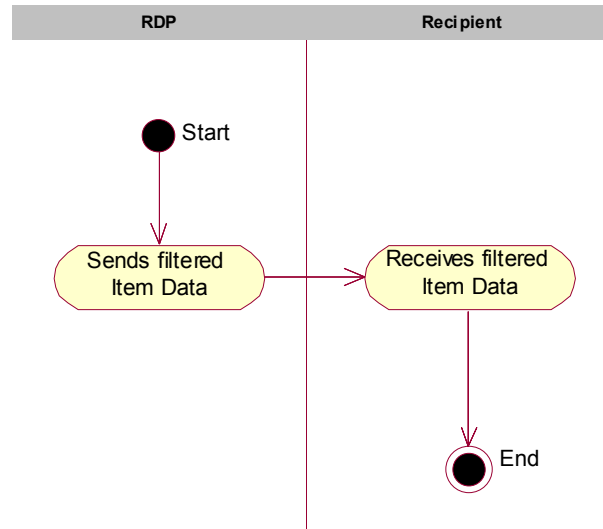 RDP
Recipient
Start
Sends filtered
Item Data
Receives filtered
Item Data
End